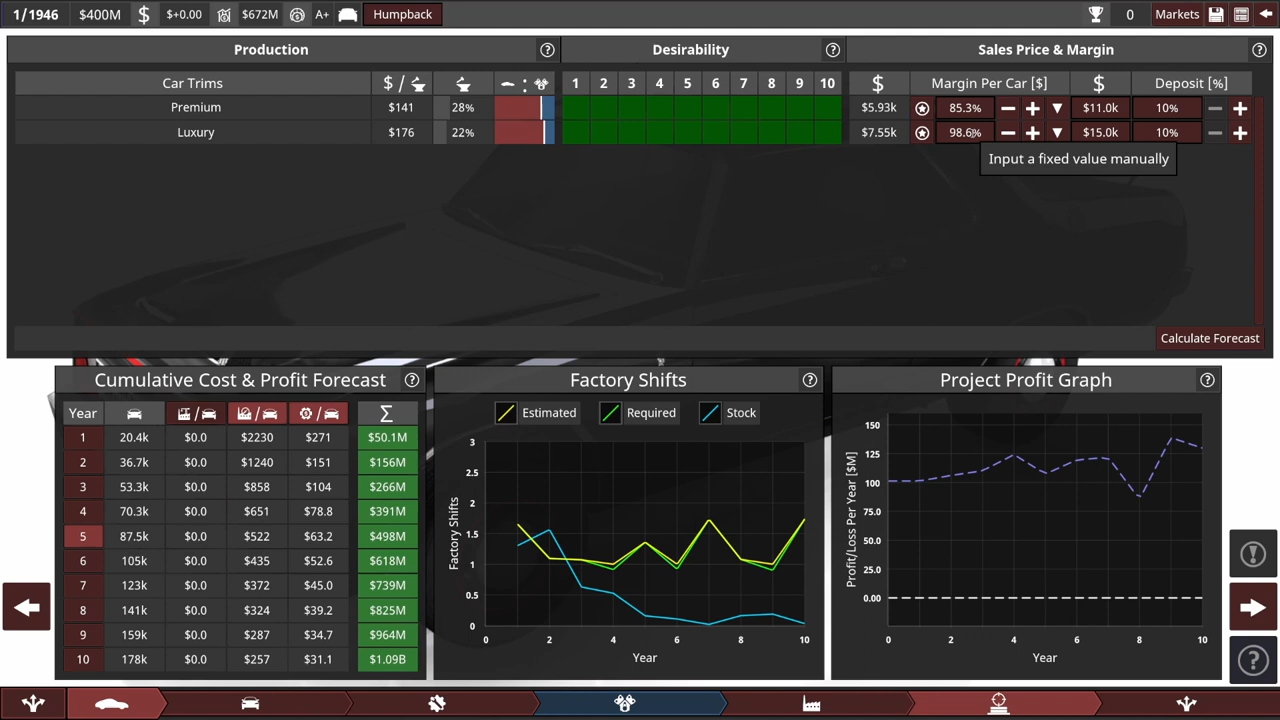 1/1946 $400M $ $+0.00 $672M A+ Humpback 0 Markets
Production ? Desirability ? Sales Price & Margin ?
Car Trims $ / : 1 2 3 4 5 6 7 8 9 10 $ Margin Per Car [$] $ Deposit [%]
Premium $141 28% $5.93k 85.3% $11.0k 10%
Luxury $176 22% $7.55k 98.6% $15.0k 10%
Input a fixed value manually
Calculate Forecast
Cumulative Cost & Profit Forecast ?
Year / / / Σ
1 20.4k $0.0 $2230 $271 $50.1M
2 36.7k $0.0 $1240 $151 $156M
3 53.3k $0.0 $858 $104 $266M
4 70.3k $0.0 $651 $78.8 $391M
5 87.5k $0.0 $522 $63.2 $498M
6 105k $0.0 $435 $52.6 $618M
7 123k $0.0 $372 $45.0 $739M
8 141k $0.0 $324 $39.2 $825M
9 159k $0.0 $287 $34.7 $964M
10 178k $0.0 $257 $31.1 $1.09B
Factory Shifts ?
Estimated Required Stock
Factory Shifts
3
2.5
2
1.5
1
0.5
0
0 2 4 6 8 10
Year
Project Profit Graph ?
Profit/Loss Per Year [$M]
150
125
100
75.0
50.0
25.0
0.00
0 2 4 6 8 10
Year
?